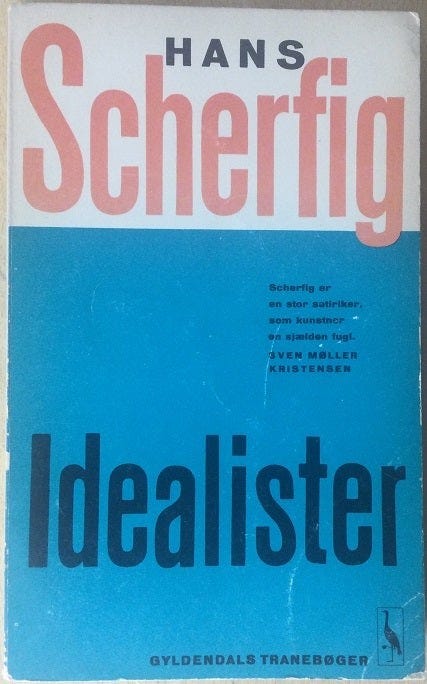 HANS
Scherfig
Scherfig er
en stor satiriker,
som kunstner
en sjælden fugl.
SVEN MØLLER
KRISTENSEN
Idealister
GYLDENDALS TRANEBØGER